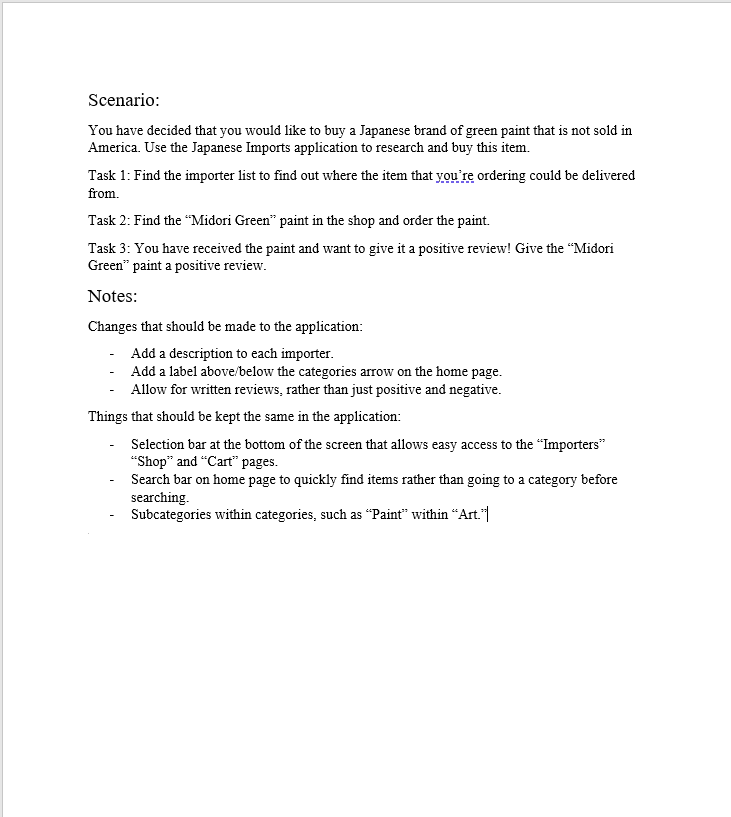 Scenario:
You have decided that you would like to buy a Japanese brand of green paint that is not sold in
America. Use the Japanese Imports application to research and buy this item.
Task 1: Find the importer list to find out where the item that you’re ordering could be delivered
from.
Task 2: Find the “Midori Green” paint in the shop and order the paint.
Task 3: You have received the paint and want to give it a positive review! Give the “Midori
Green” paint a positive review.
Notes:
Changes that should be made to the application:
- Add a description to each importer.
- Add a label above/below the categories arrow on the home page.
- Allow for written reviews, rather than just positive and negative.
Things that should be kept the same in the application:
- Selection bar at the bottom of the screen that allows easy access to the “Importers”
“Shop” and “Cart” pages.
- Search bar on home page to quickly find items rather than going to a category before
searching.
- Subcategories within categories, such as “Paint” within “Art.”